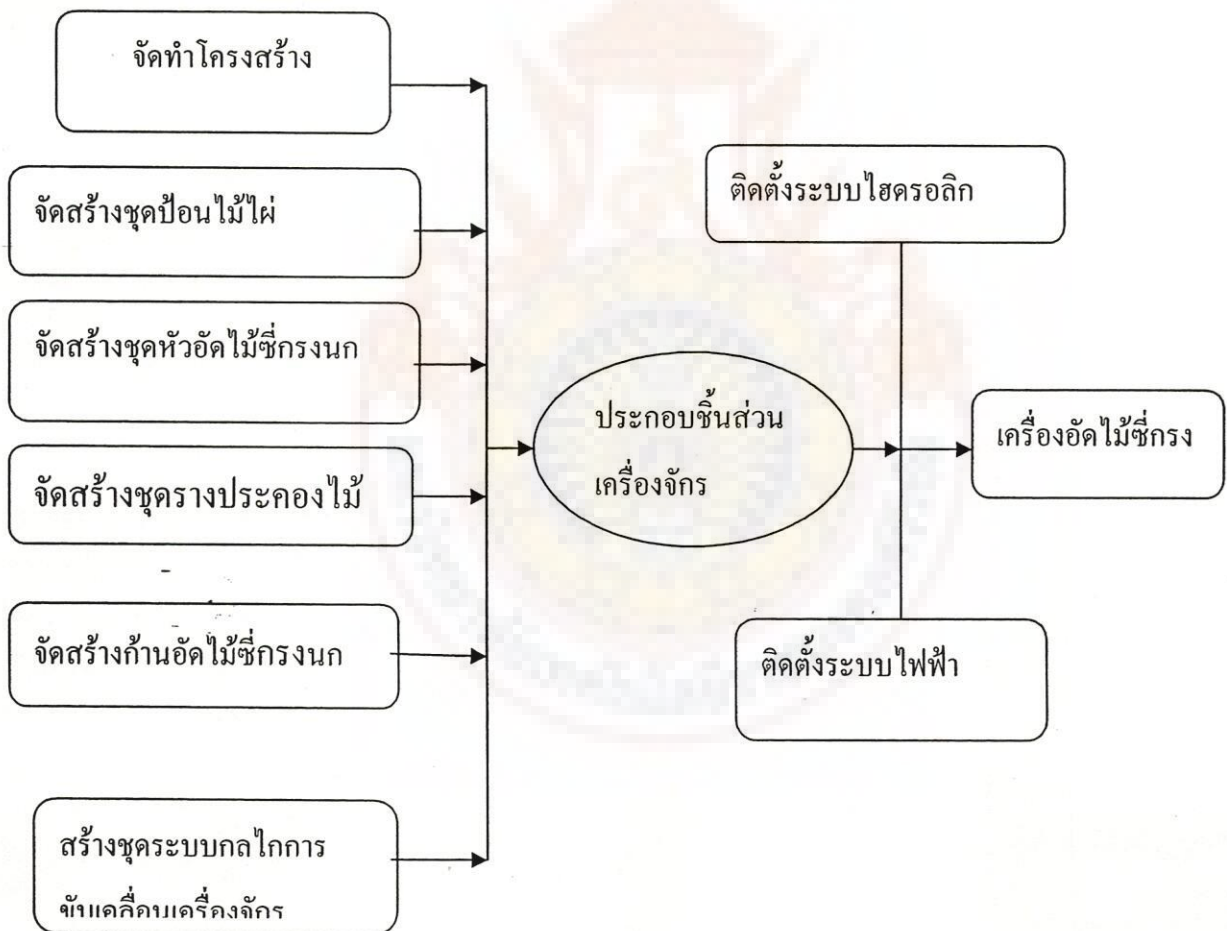 จัดทำโครงสร้าง
จัดสร้างชุดป้อนไม้ไผ่
จัดสร้างชุดหัวอัดไม้ซี่กรงนก
จัดสร้างชุดรางประคองไม้
จัดสร้างก้านอัดไม้ซี่กรงนก
สร้างชุดระบบกลไกการ
ขับเคลื่อนเครื่องจักร
ประกอบชิ้นส่วน
เครื่องจักร
ติดตั้งระบบไฮดรอลิก
ติดตั้งระบบไฟฟ้า
เครื่องอัดไม้ซี่กรง